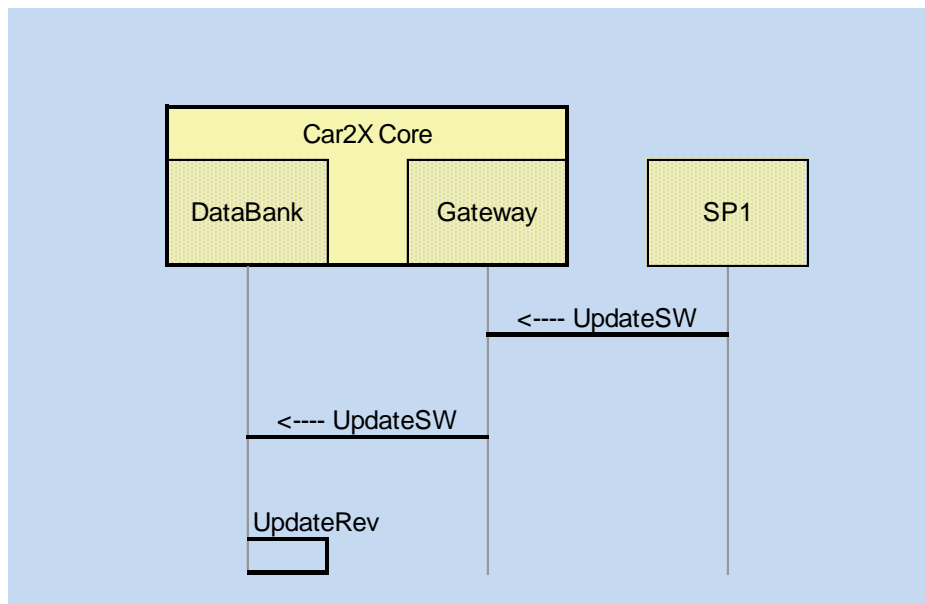 Car2X Core
DataBank
Gateway
SP1
<---- UpdateSW
<---- UpdateSW
UpdateRev